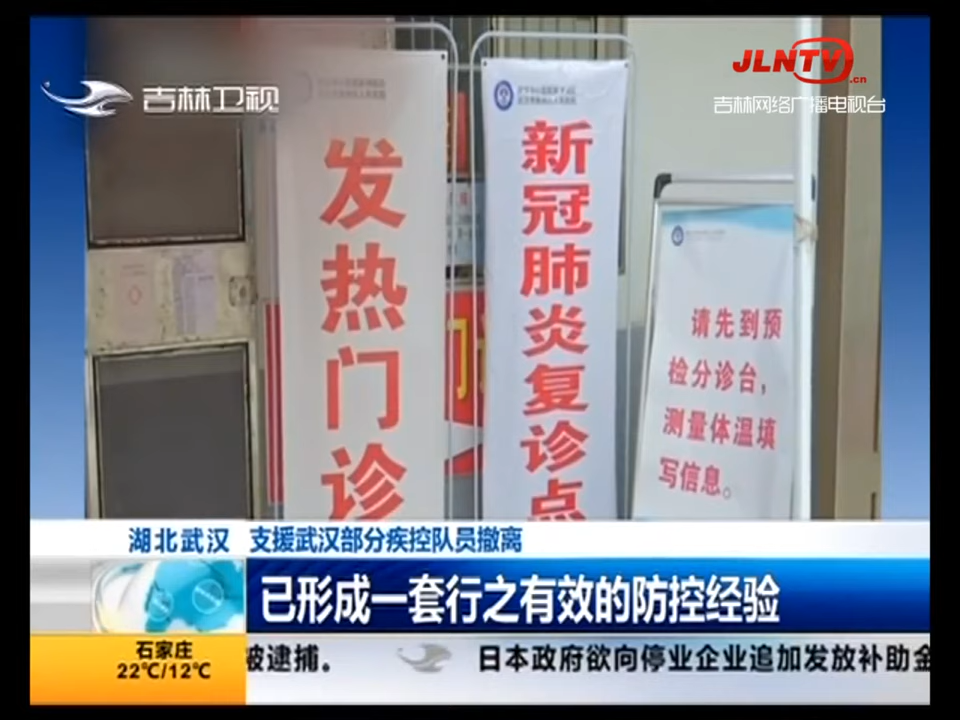 吉林卫视
JLNTV.cn
吉林网络广播电视台
发热门诊
新冠肺炎复诊点
请先到预
检分诊台，
测量体温填
写信息。
湖北武汉 支援武汉部分疾控队员撤离
已形成一套行之有效的防控经验
石家庄
22℃/12℃
被逮捕。 日本政府欲向停业企业追加发放补助金